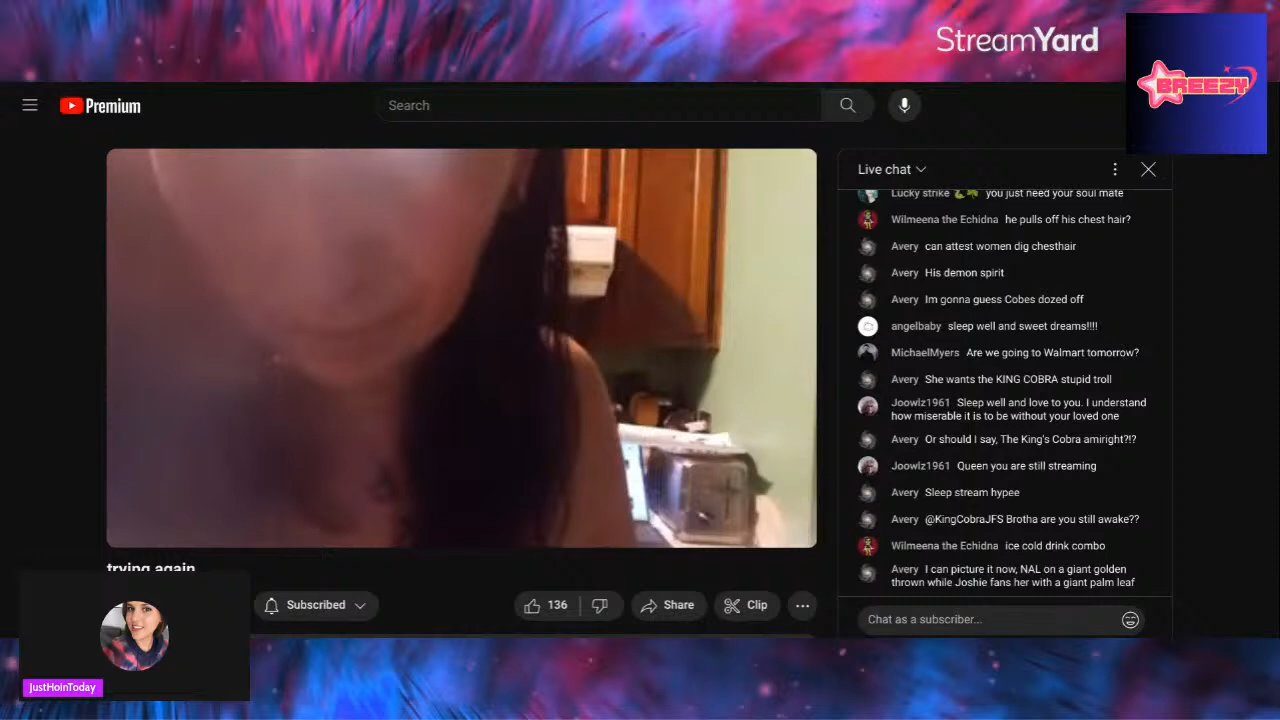 StreamYard
BREEZY
Premium
Search
Live chat
Lucky strike you just need your soul mate
Wilmeena the Echidna he pulls off his chest hair?
Avery can attest women dig chesthair
Avery His demon spirit
Avery Im gonna guess Cobes dozed off
angelbaby sleep well and sweet dreams!!!!
MichaelMyers Are we going to Walmart tomorrow?
Avery She wants the KING COBRA stupid troll
Joowlz1961 Sleep well and love to you. I understand
how miserable it is to be without your loved one
Avery Or should I say, The King's Cobra amiright?!?
Joowlz1961 Queen you are still streaming
Avery Sleep stream hypee
Avery @KingCobraJFS Brotha are you still awake??
Wilmeena the Echidna ice cold drink combo
Avery I can picture it now, NAL on a giant golden
thrown while Joshie fans her with a giant palm leaf
Chat as a subscriber...
trying again
Subscribed
136
Share
Clip
JustHoinToday